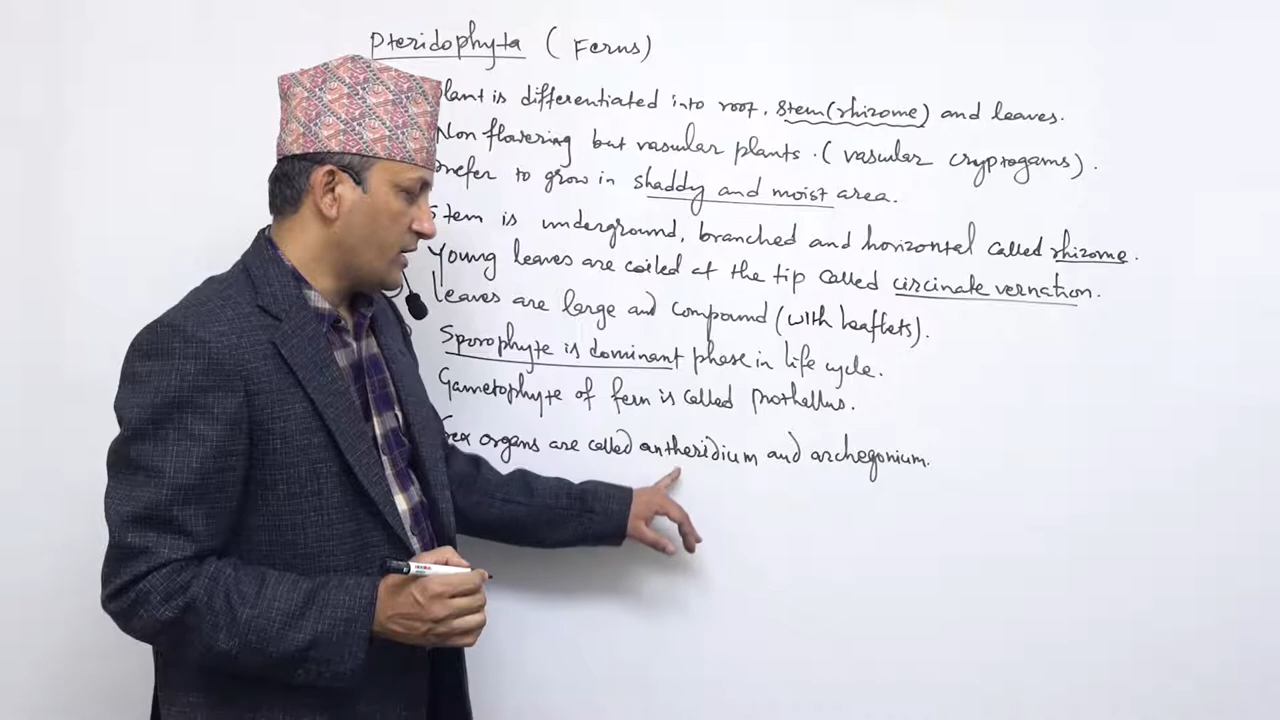 Pteridophyta (Ferns)
Plant is differentiated into root, stem(rhizome) and leaves.
Non flowering but vascular plants. (vascular cryptogams).
Prefer to grow in shaddy and moist area.
Stem is underground, branched and horizontal called rhizome.
Young leaves are coiled at the tip called circinate vernation.
Leaves are large and compound (with leaflets).
Sporophyte is dominant phase in life cycle.
Gametophyte of fern is called prothellus.
Sex organs are called antheridium and archegonium.